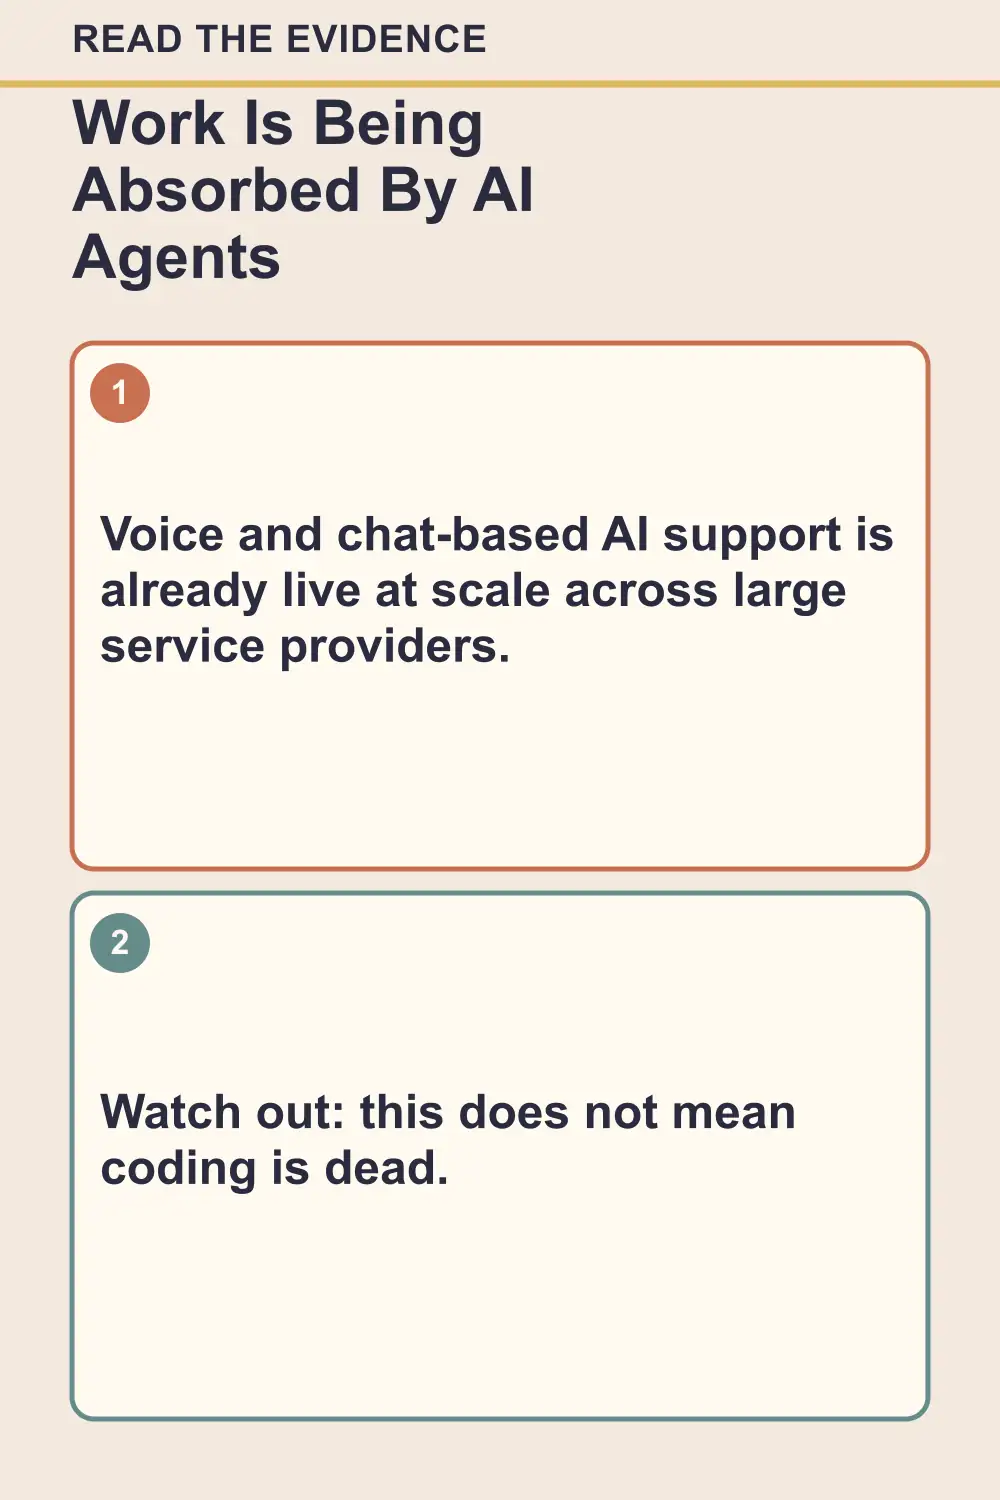 READ THE EVIDENCE
Work Is Being
Absorbed By AI
Agents
1
Voice and chat-based AI support is
already live at scale across large
service providers.
2
Watch out: this does not mean
coding is dead.